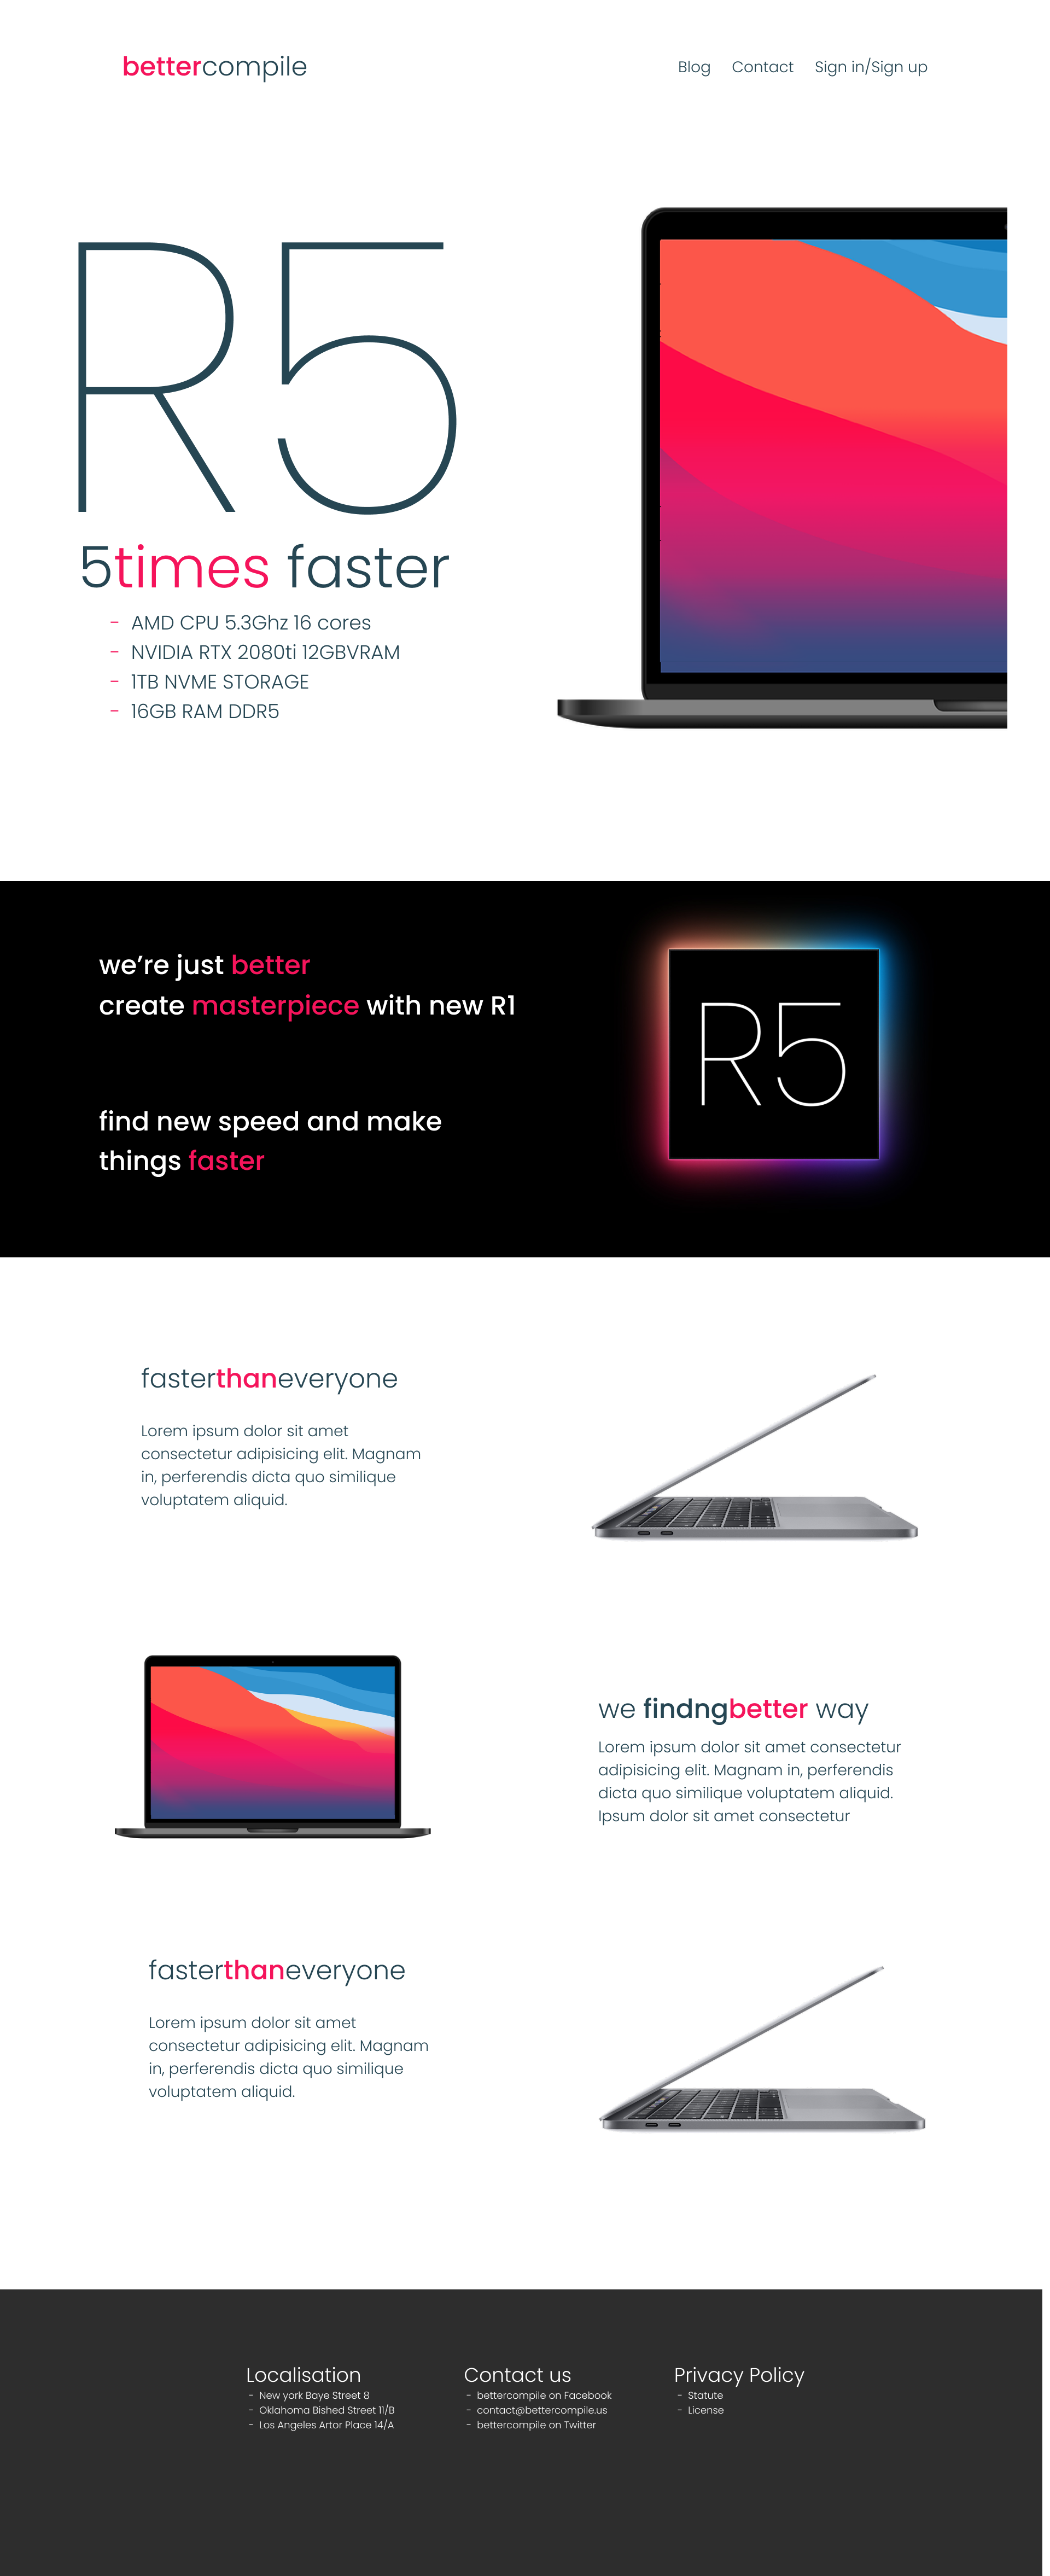 bettercompile
Blog Contact Sign in/Sign up
R5
5times faster
- AMD CPU 5.3Ghz 16 cores
- NVIDIA RTX 2080ti 12GBVRAM
- 1TB NVME STORAGE
- 16GB RAM DDR5
we’re just better
create masterpiece with new R1
find new speed and make
things faster
R5
fasterthaneveryone
Lorem ipsum dolor sit amet
consectetur adipisicing elit. Magnam
in, perferendis dicta quo similique
voluptatem aliquid.
we findngbetter way
Lorem ipsum dolor sit amet consectetur
adipisicing elit. Magnam in, perferendis
dicta quo similique voluptatem aliquid.
Ipsum dolor sit amet consectetur
fasterthaneveryone
Lorem ipsum dolor sit amet
consectetur adipisicing elit. Magnam
in, perferendis dicta quo similique
voluptatem aliquid.
Localisation
- New york Baye Street 8
- Oklahoma Bished Street 11/B
- Los Angeles Artor Place 14/A
Contact us
- bettercompile on Facebook
- contact@bettercompile.us
- bettercompile on Twitter
Privacy Policy
- Statute
- License